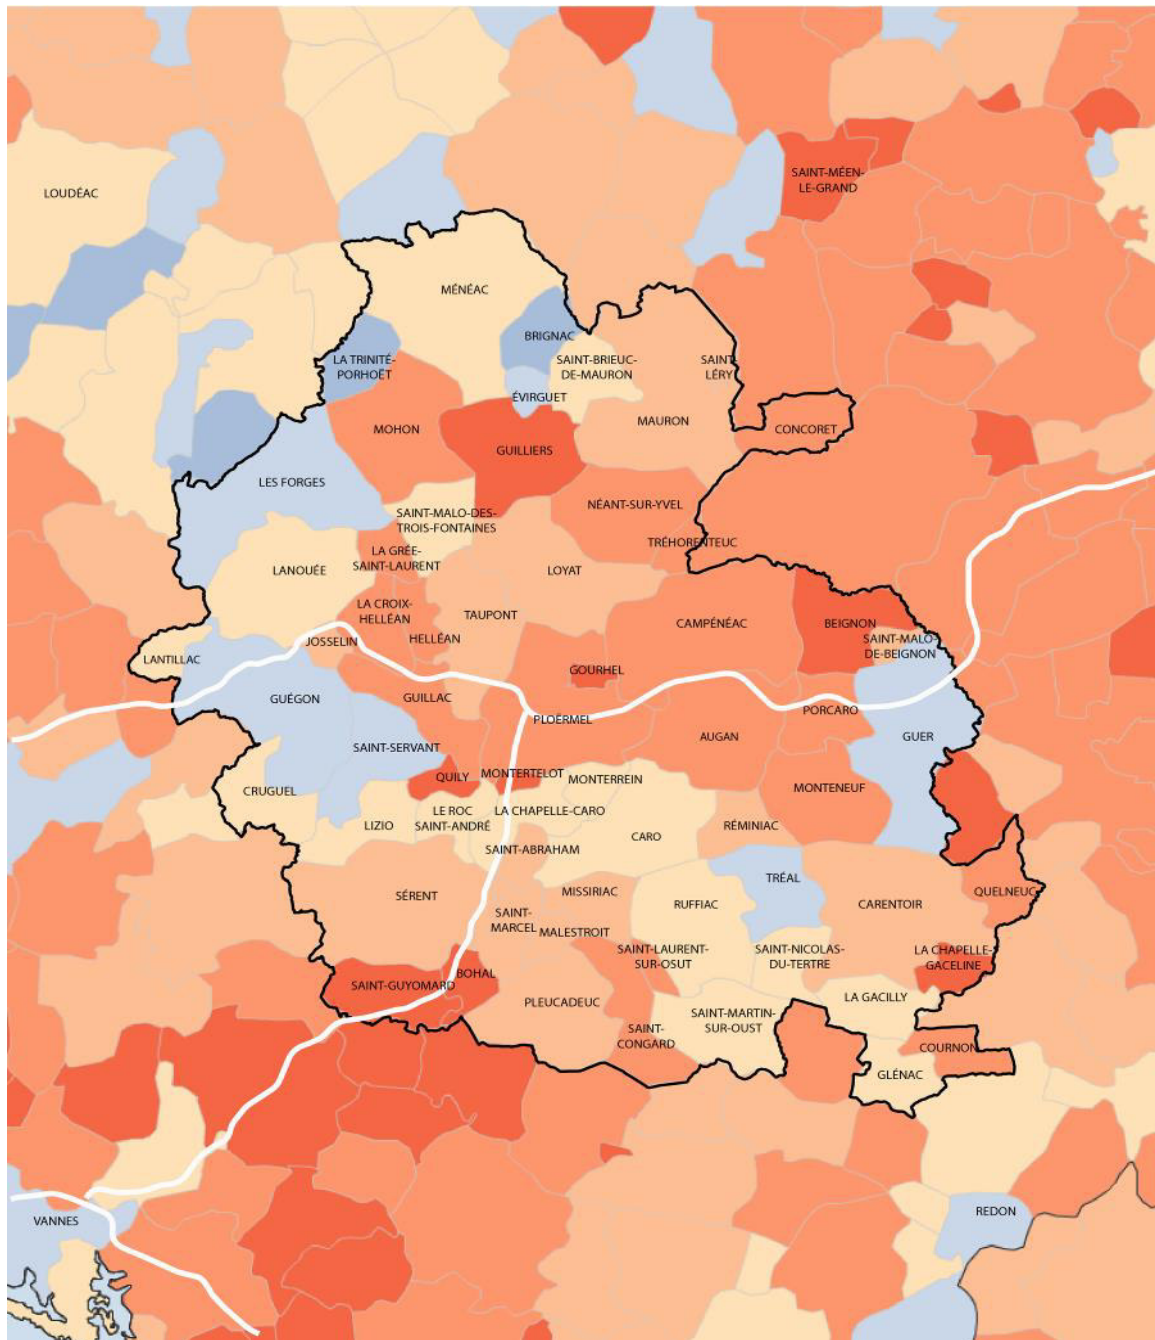 SAINT-MÉEN-
LE-GRAND
LOUDÉAC
MÉNÉAC
BRIGNAC
LA TRINITÉ-
PORHOËT
SAINT-BRIEUC-
DE-MAURON
SAINT-
LÉRY
ÉVIRGUET
MAURON
MOHON
CONCORET
GUILLIERS
LES FORGES
SAINT-MALO-DES-
TROIS-FONTAINES
NÉANT-SUR-YVEL
TRÉHORENTEUC
LA GRÉE-
SAINT-LAURENT
LANOUÉE
LOYAT
LA CROIX-
HELLÉAN
TAUPONT
CAMPÉNÉAC
BEIGNON
SAINT-MALO-
DE-BEIGNON
JOSSELIN
HELLÉAN
LANTILLAC
GOURHEL
GUÉGON
GUILLAC
PORCARO
PLOËRMEL
AUGAN
GUER
SAINT-SERVANT
QUILY
MONTERTELOT
MONTERREIN
MONTENEUF
CRUGUEL
LE ROC
SAINT-ANDRÉ
LA CHAPELLE-CARO
LIZIO
CARO
RÉMINIAC
SAINT-ABRAHAM
TRÉAL
SÉRENT
MISSIRIAC
RUFFIAC
CARENTOIR
QUELNEUC
SAINT-
MARCEL
MALESTROIT
SAINT-LAURENT-
SUR-OSUT
SAINT-NICOLAS-
DU-TERTRE
LA CHAPELLE-
GACELINE
BOHAL
SAINT-GUYOMARD
PLEUCADEUC
LA GACILLY
SAINT-MARTIN-
SUR-OUST
SAINT-
CONGARD
COURNON
GLÉNAC
REDON
VANNES